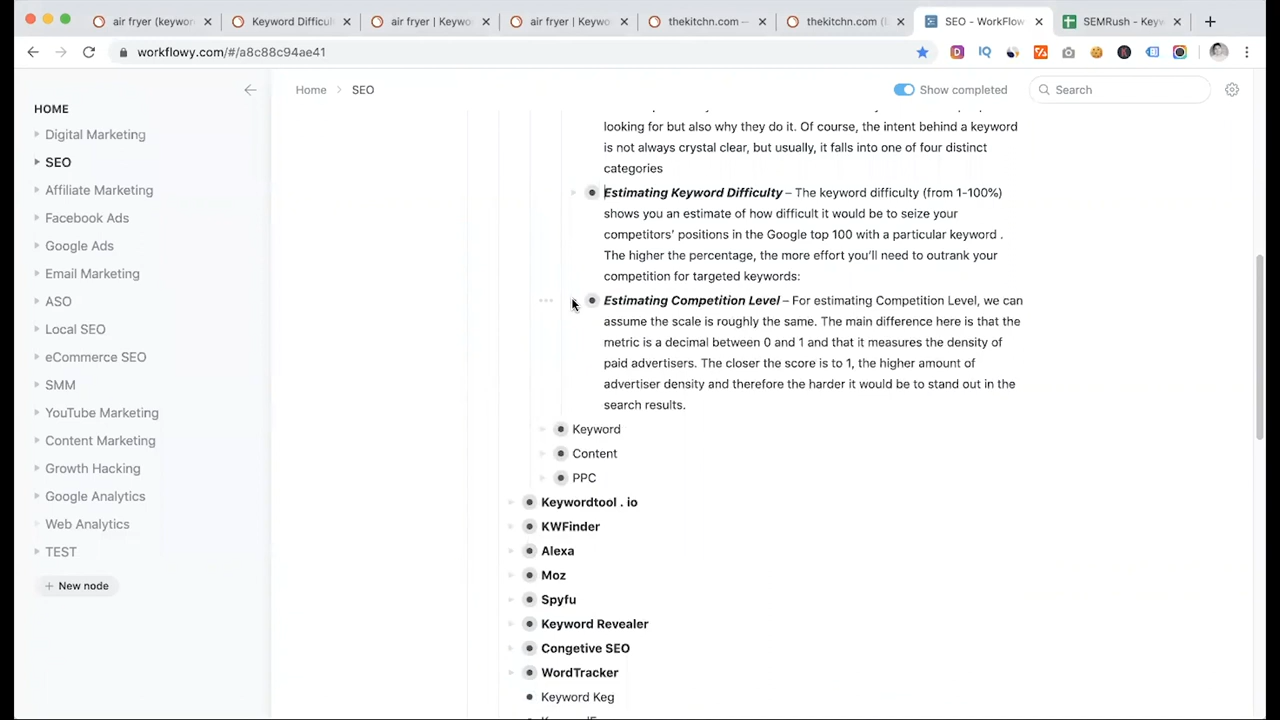 air fryer (keywor
Keyword Difficul
air fryer | Keywo
air fryer | Keywo
thekitchn.com —
thekitchn.com (
SEO - WorkFlow
SEMRush - Keyw
workflowy.com/#/a8c88c94ae41
IQ
Home > SEO
Show completed
Search
HOME
Digital Marketing
SEO
Affiliate Marketing
Facebook Ads
Google Ads
Email Marketing
ASO
Local SEO
eCommerce SEO
SMM
YouTube Marketing
Content Marketing
Growth Hacking
Google Analytics
Web Analytics
TEST
+ New node
looking for but also why they do it. Of course, the intent behind a keyword
is not always crystal clear, but usually, it falls into one of four distinct
categories
Estimating Keyword Difficulty – The keyword difficulty (from 1-100%)
shows you an estimate of how difficult it would be to seize your
competitors’ positions in the Google top 100 with a particular keyword .
The higher the percentage, the more effort you’ll need to outrank your
competition for targeted keywords:
Estimating Competition Level – For estimating Competition Level, we can
assume the scale is roughly the same. The main difference here is that the
metric is a decimal between 0 and 1 and that it measures the density of
paid advertisers. The closer the score is to 1, the higher amount of
advertiser density and therefore the harder it would be to stand out in the
search results.
Keyword
Content
PPC
Keywordtool . io
KWFinder
Alexa
Moz
Spyfu
Keyword Revealer
Congetive SEO
WordTracker
Keyword Keg